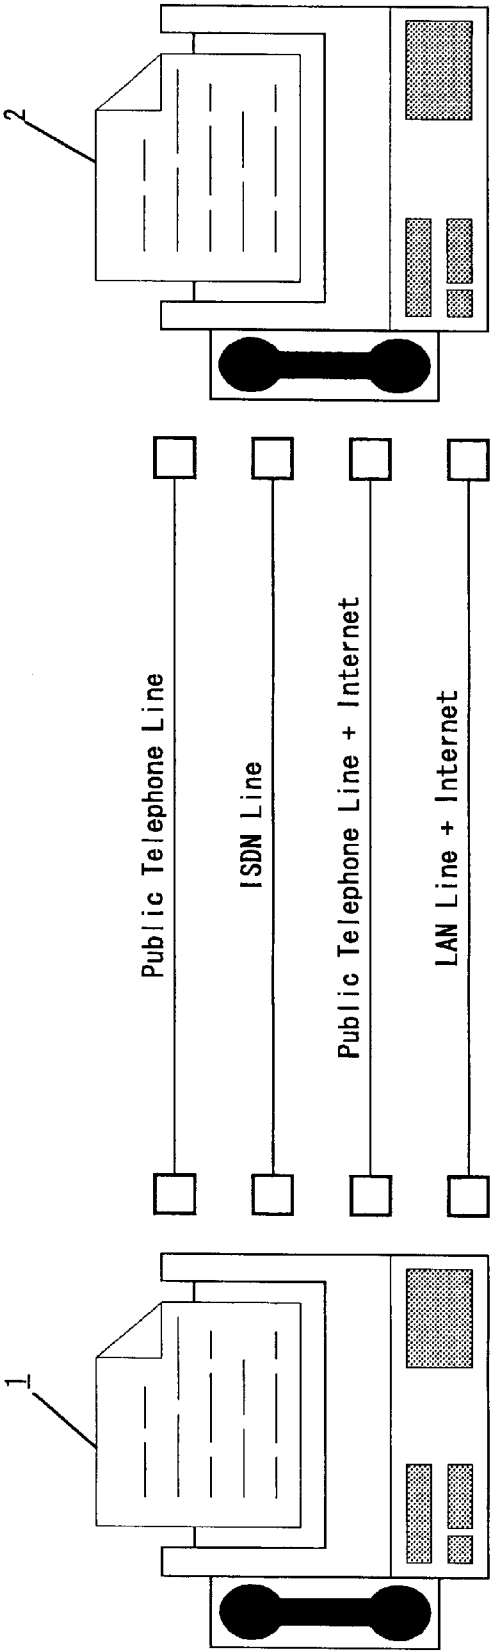 1
2
Public Telephone Line
ISDN Line
Public Telephone Line + Internet
LAN Line + Internet